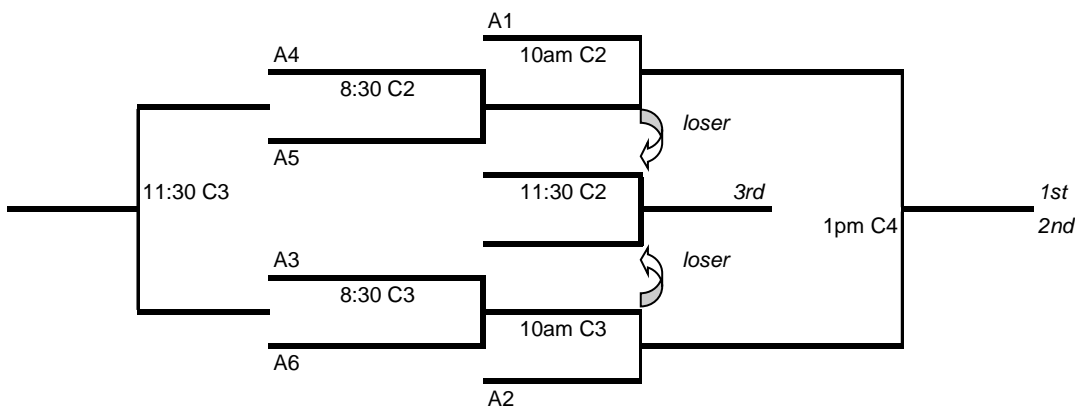 A1
A4
10am C2
8:30 C2
loser
A5
11:30 C3
11:30 C2
3rd
1st
1pm C4
2nd
A3
loser
8:30 C3
10am C3
A6
A2